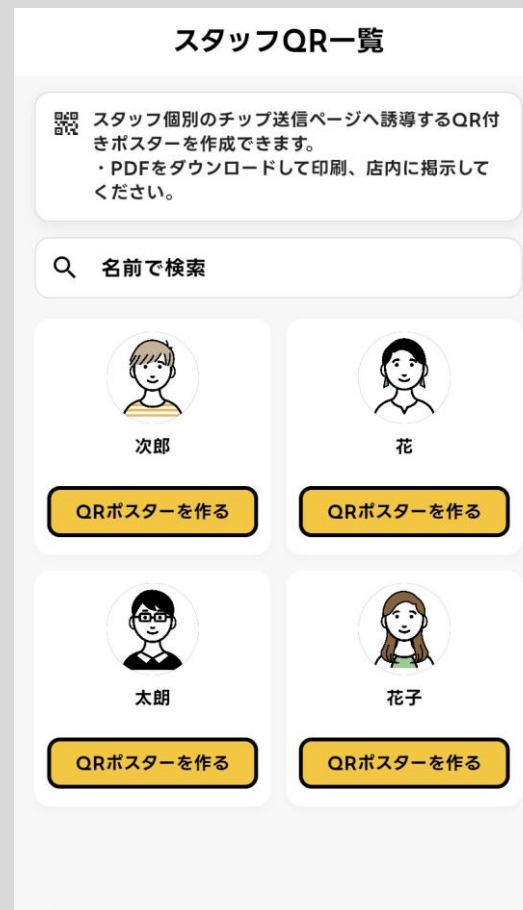 スタッフQR一覧
スタッフ個別のチップ送信ページへ誘導するQR付
きポスターを作成できます。
・PDFをダウンロードして印刷、店内に掲示して
ください。
名前で検索
次郎
花
QRポスターを作る
QRポスターを作る
太朗
花子
QRポスターを作る
QRポスターを作る